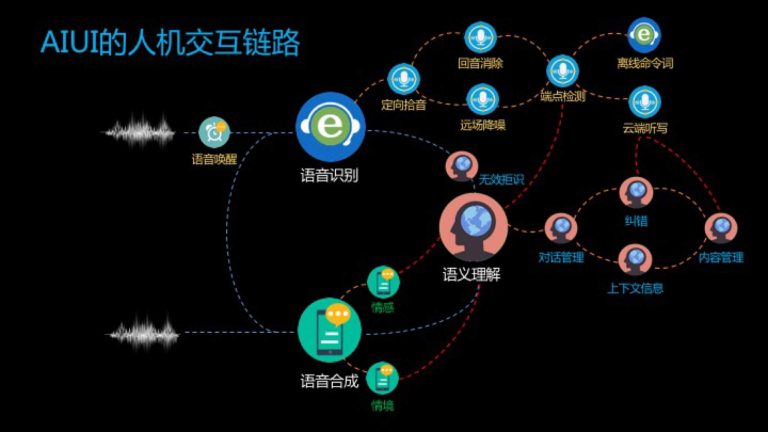 AIUI的人机交互链路
回音消除
离线命令词
定向拾音
端点检测
远场降噪
云端听写
语音唤醒
语音识别
无效拒识
纠错
语义理解
对话管理
内容管理
上下文信息
情感
语音合成
情境